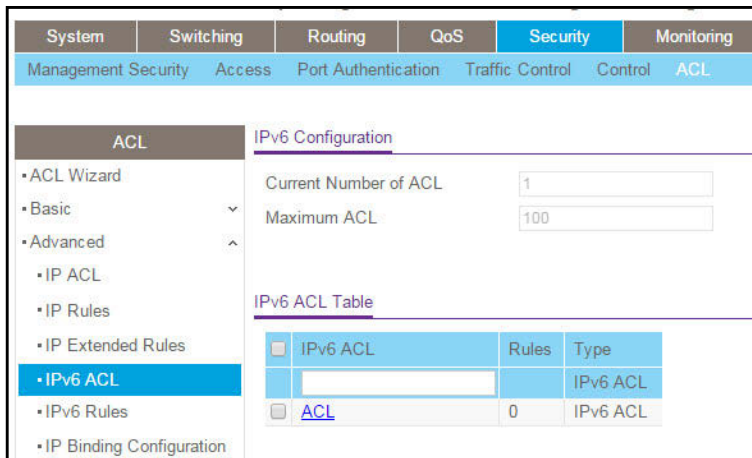 System Switching Routing QoS Security Monitoring
Management Security Access Port Authentication Traffic Control Control ACL
ACL
ACL Wizard
Basic
Advanced
IP ACL
IP Rules
IP Extended Rules
IPv6 ACL
IPv6 Rules
IP Binding Configuration
IPv6 Configuration
Current Number of ACL 1
Maximum ACL 100
IPv6 ACL Table
IPv6 ACL Rules Type
IPv6 ACL
ACL 0 IPv6 ACL